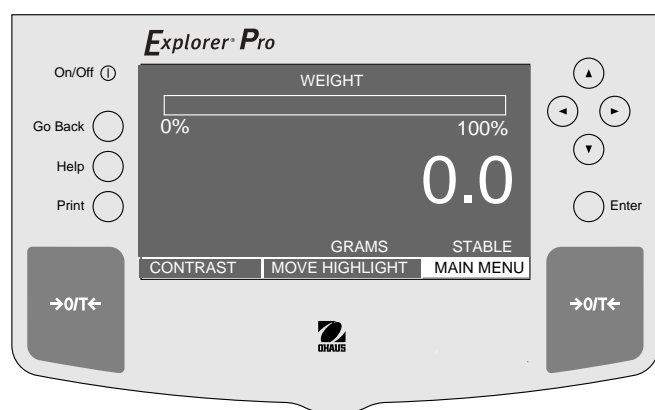 Explorer® Pro
On/Off
WEIGHT
Go Back
0% 100%
Help
0.0
Print
Enter
GRAMS STABLE
CONTRAST MOVE HIGHLIGHT MAIN MENU
→0/T← →0/T←
OHAUS